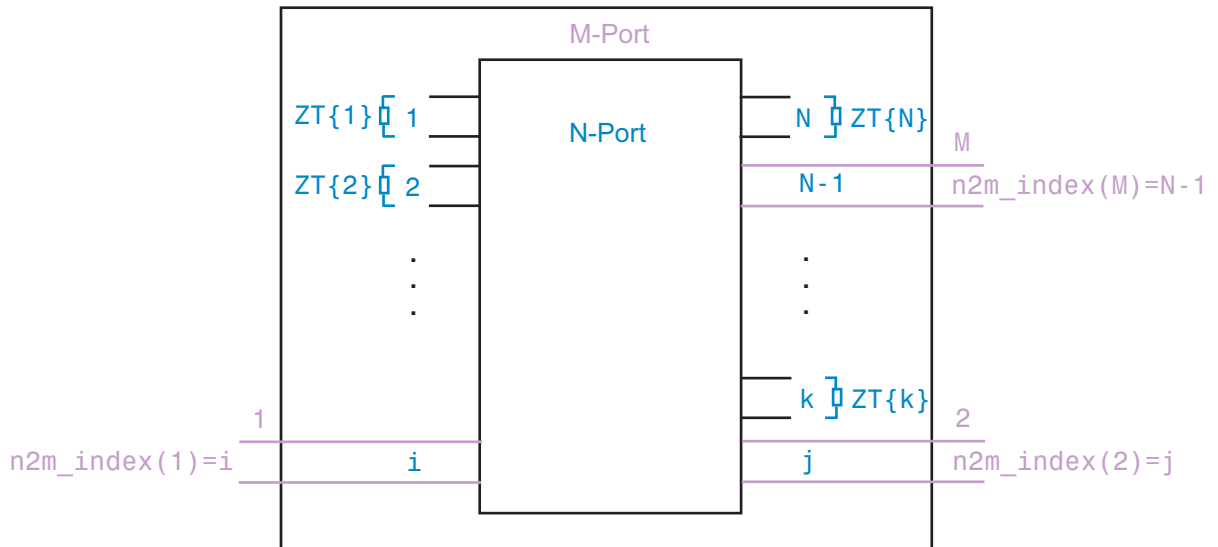 M-Port
ZT{1} 1
N ZT{N}
N-Port
M
ZT{2} 2
N-1
n2m_index(M)=N-1
k ZT{k}
1
2
n2m_index(1)=i
i
j
n2m_index(2)=j